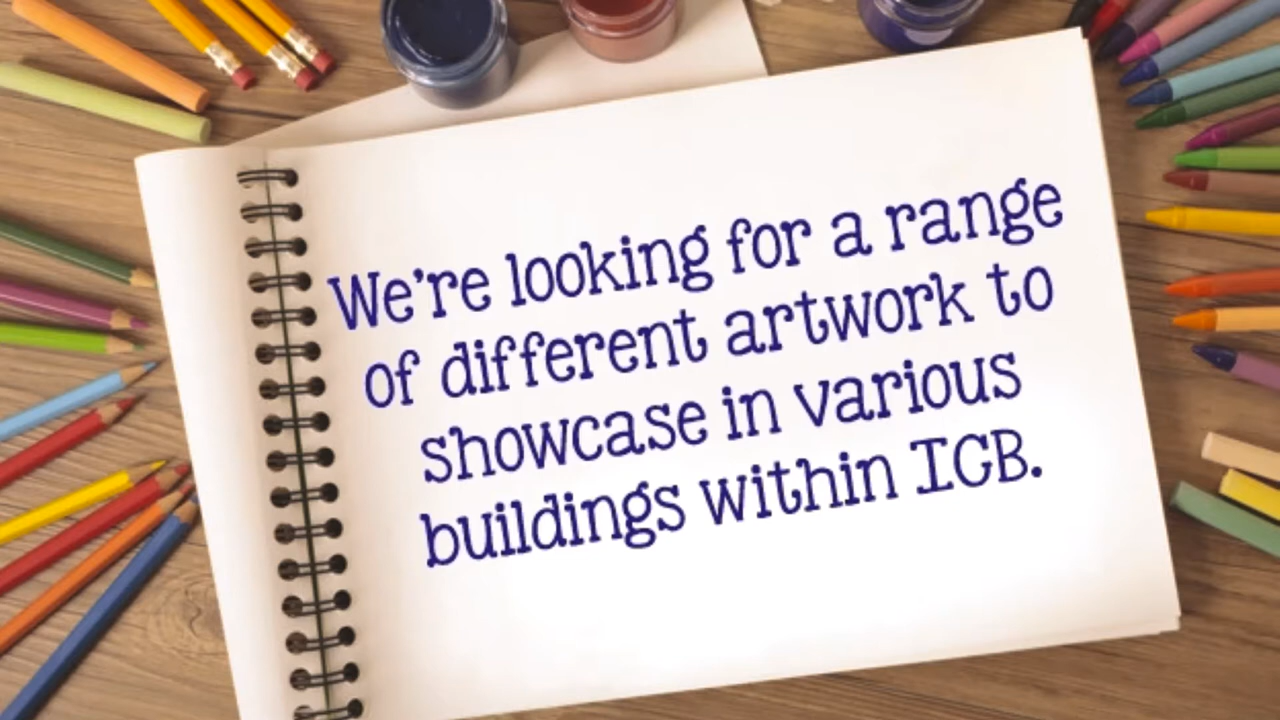 We're looking for a range
of different artwork to
showcase in various
buildings within ICB.